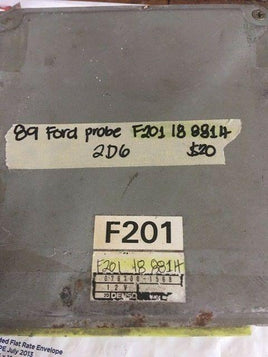 89 Ford probe F201 18 881H
2D6 $20
F201
F201 18 881H
12V
DENSO
ed Flat Rate Envelope
PE July 2013